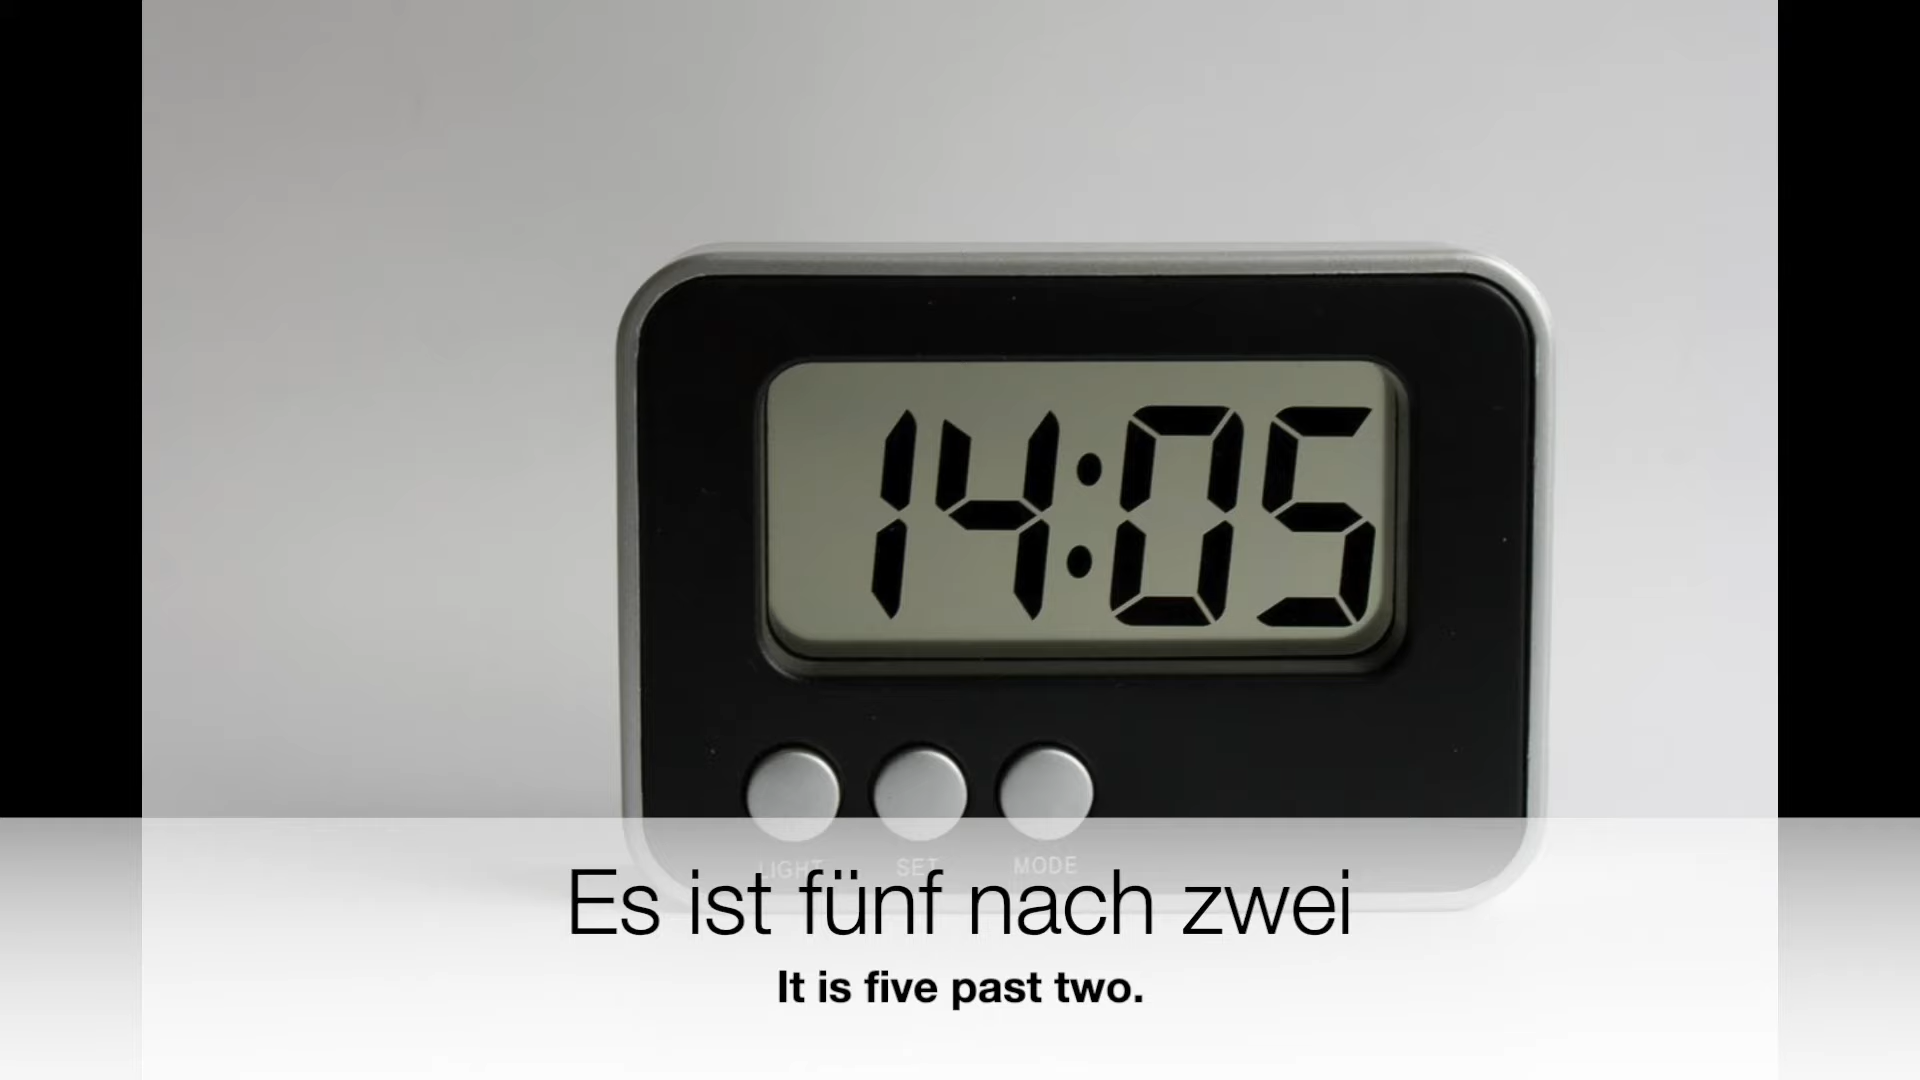 14:05
LIGHT SET MODE
Es ist fünf nach zwei
It is five past two.